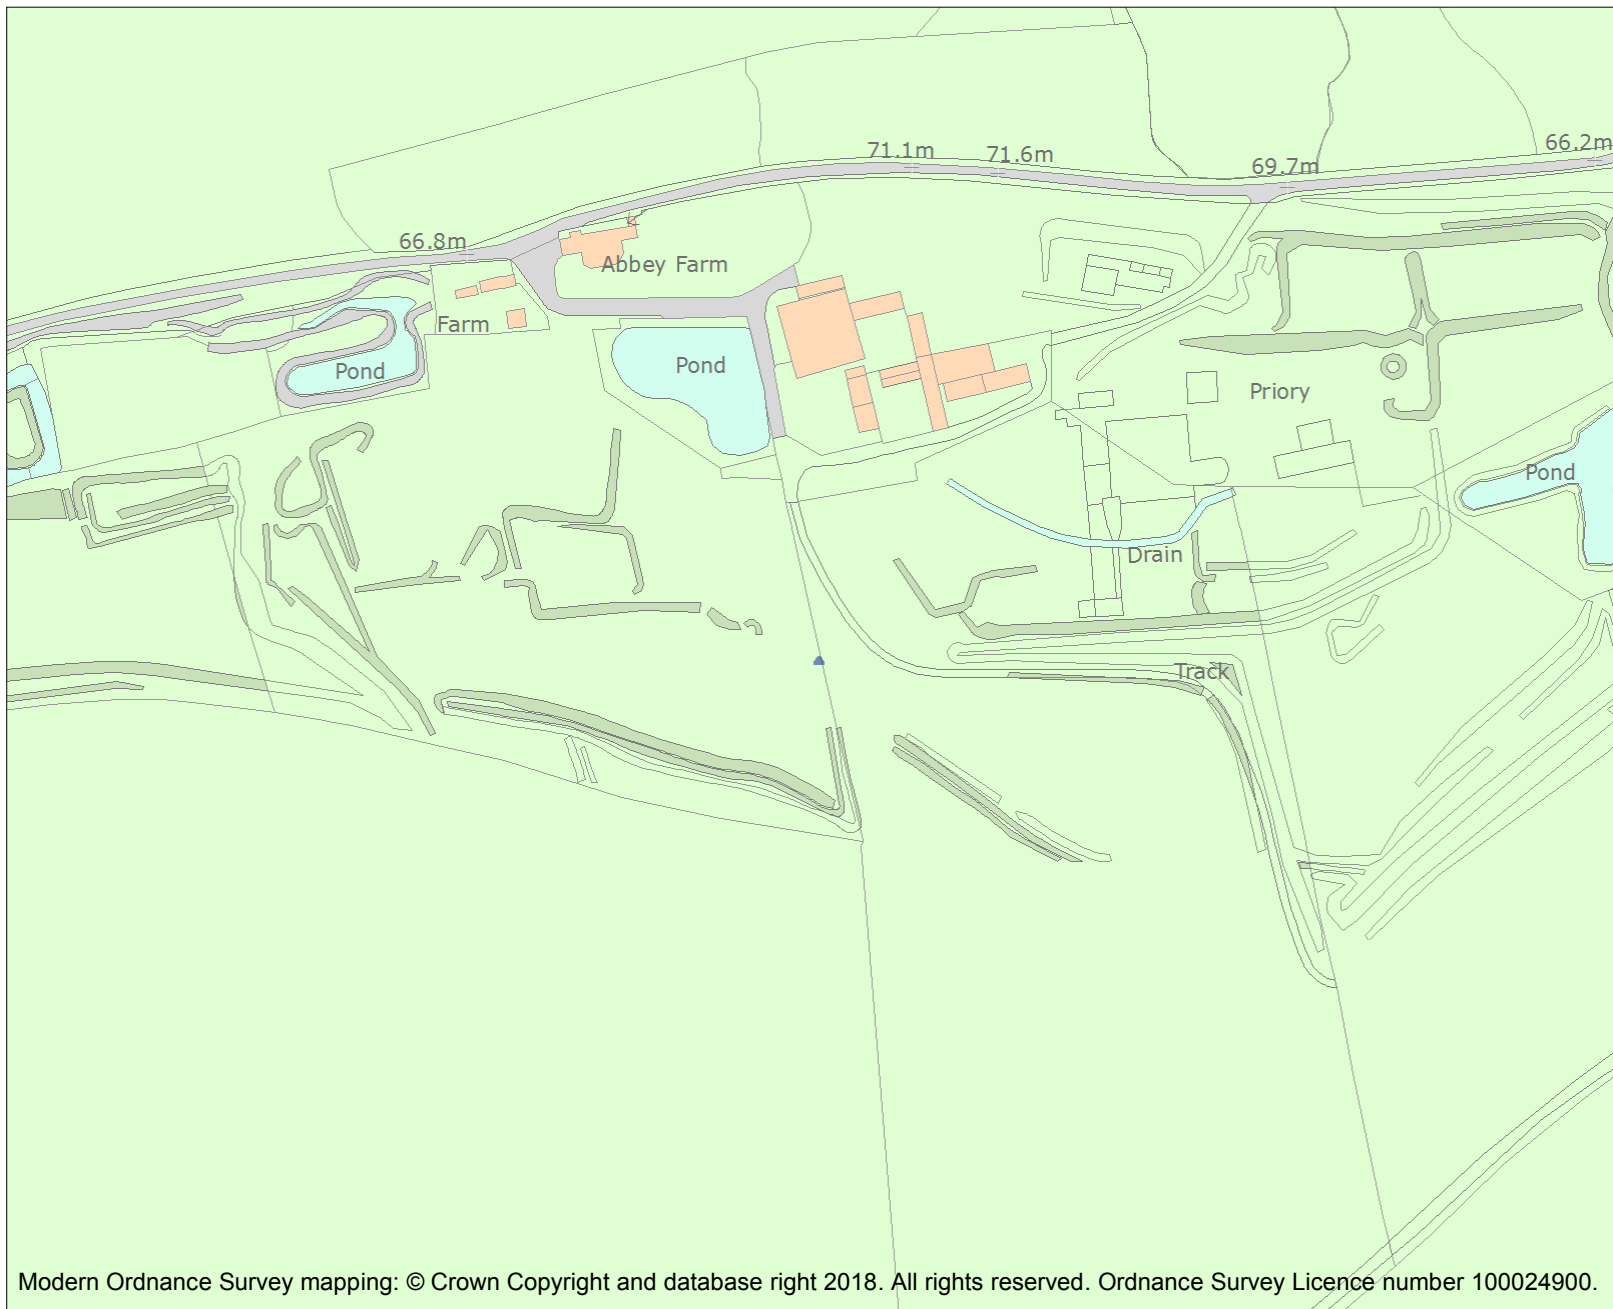 66.2m
71.1m
71.6m
69.7m
66.8m
Abbey Farm
Farm
Pond
Pond
Priory
Pond
Drain
Track
Modern Ordnance Survey mapping: © Crown Copyright and database right 2018. All rights reserved. Ordnance Survey Licence number 100024900.